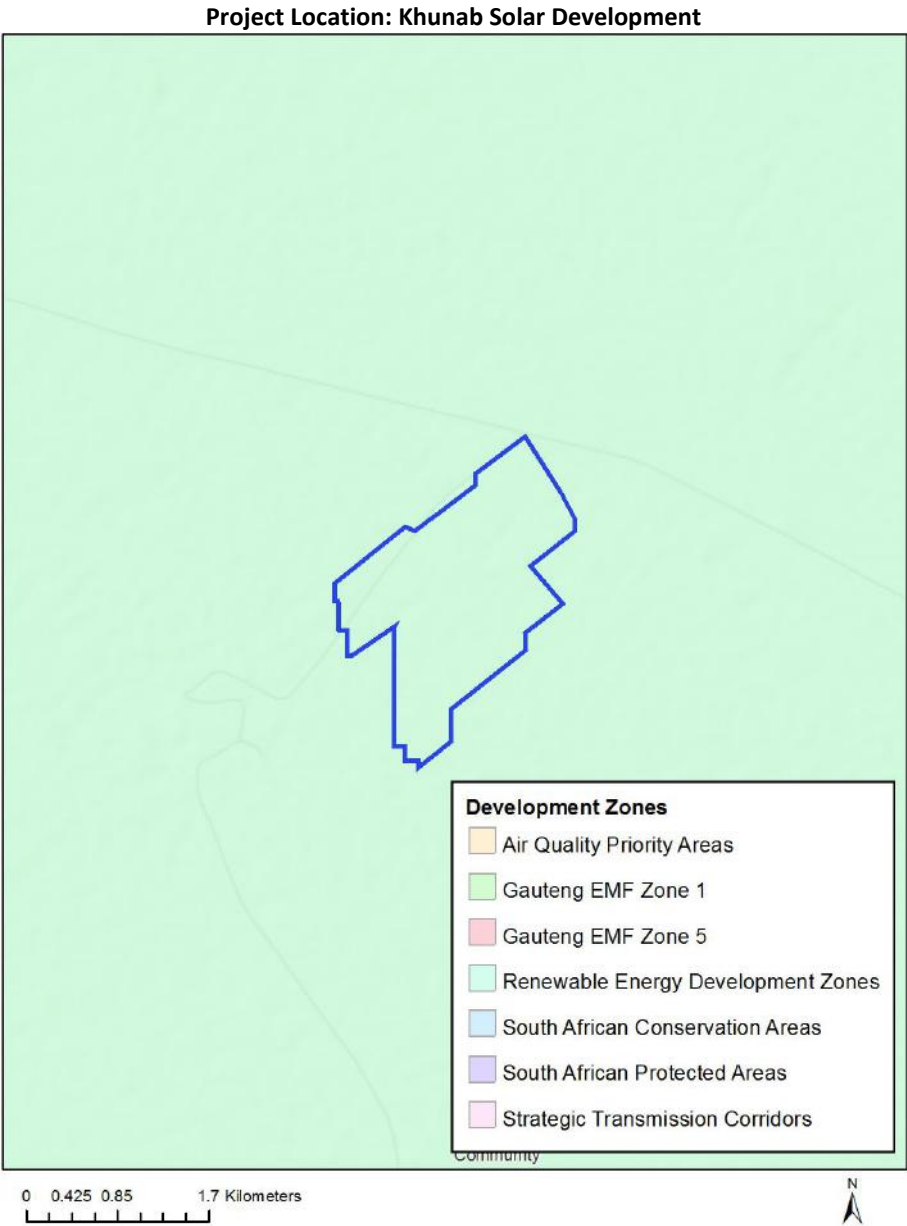 Project Location: Khunab Solar Development
Development Zones
Air Quality Priority Areas
Gauteng EMF Zone 1
Gauteng EMF Zone 5
Renewable Energy Development Zones
South African Conservation Areas
South African Protected Areas
Strategic Transmission Corridors
Community
0 0.425 0.85 1.7 Kilometers
N